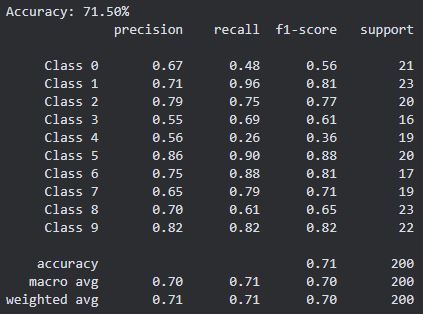 Accuracy: 71.50%
precision recall f1-score support
Class 0 0.67 0.48 0.56 21
Class 1 0.71 0.96 0.81 23
Class 2 0.79 0.75 0.77 20
Class 3 0.55 0.69 0.61 16
Class 4 0.56 0.26 0.36 19
Class 5 0.86 0.90 0.88 20
Class 6 0.75 0.88 0.81 17
Class 7 0.65 0.79 0.71 19
Class 8 0.70 0.61 0.65 23
Class 9 0.82 0.82 0.82 22
accuracy 0.71 200
macro avg 0.70 0.71 0.70 200
weighted avg 0.71 0.71 0.70 200